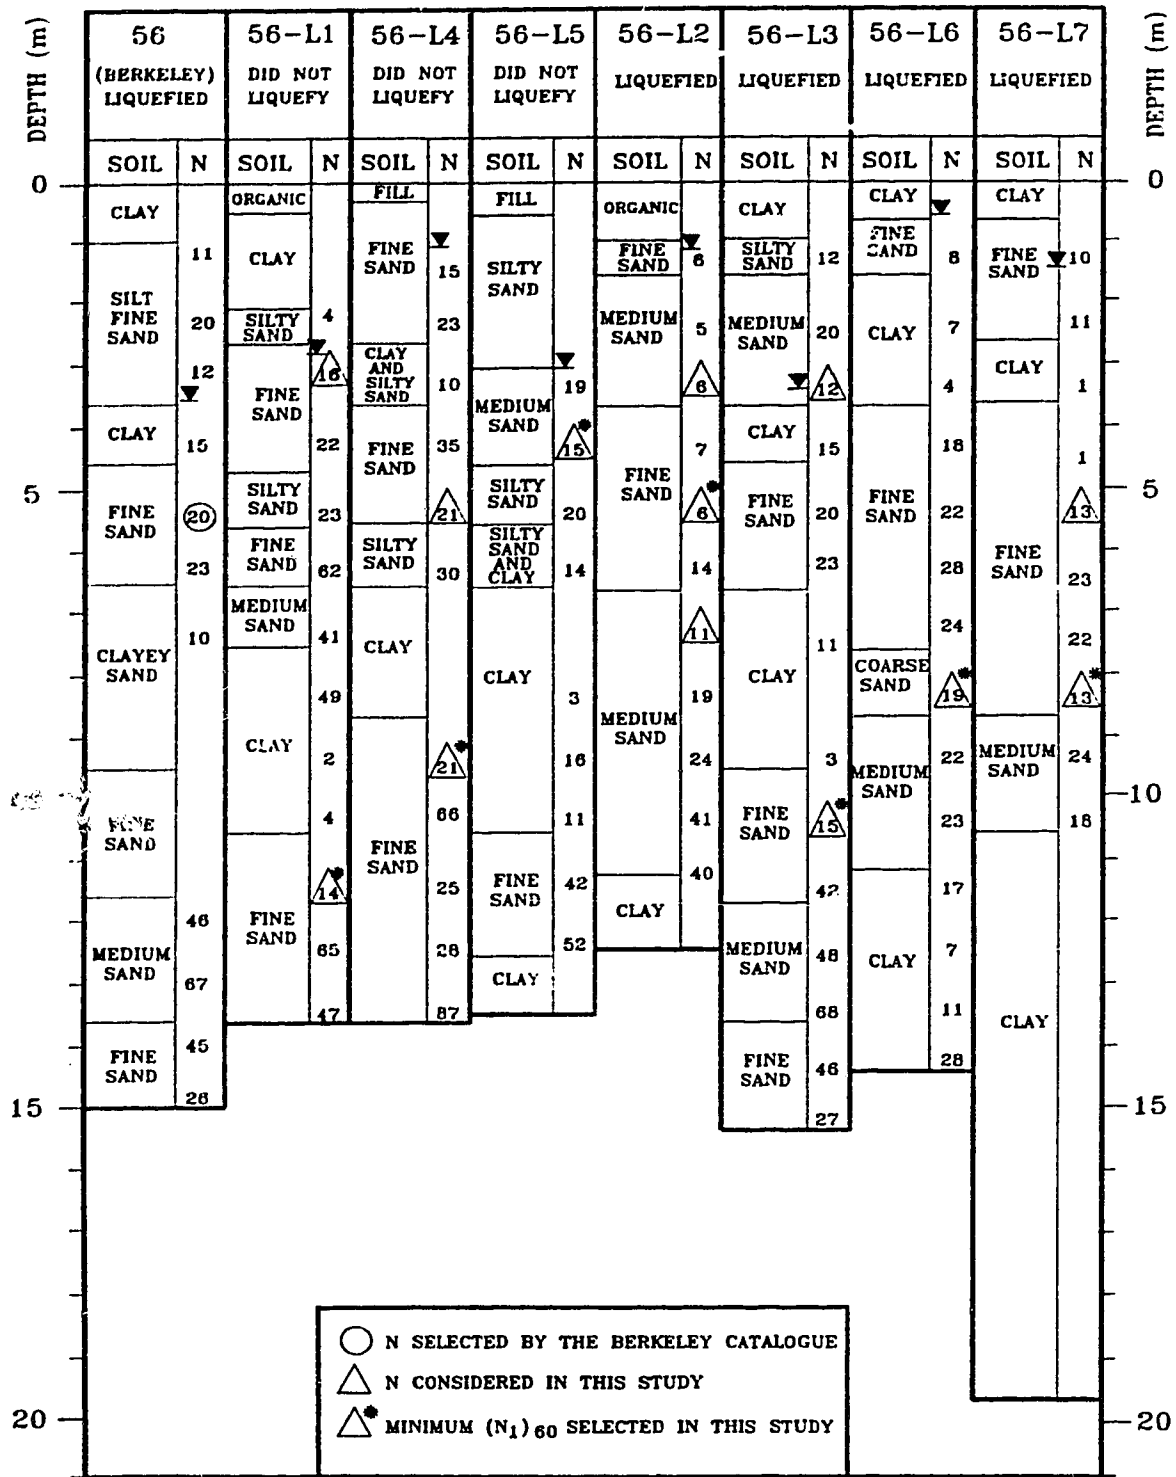 DEPTH (m)
56
(BERKELEY)
LIQUEFIED
56-L1
DID NOT
LIQUEFY
56-L4
DID NOT
LIQUEFY
56-L5
DID NOT
LIQUEFY
56-L2
LIQUEFIED
56-L3
LIQUEFIED
56-L6
LIQUEFIED
56-L7
LIQUEFIED
DEPTH (m)
SOIL N SOIL N SOIL N SOIL N SOIL N SOIL N SOIL N SOIL N
0
5
10
15
20
CLAY
11
SILT
FINE
SAND
20
12
CLAY
15
FINE
SAND
20
23
10
CLAYEY
SAND
FINE
SAND
46
MEDIUM
SAND
67
45
FINE
SAND
26
ORGANIC
CLAY
4
SILTY
SAND
16
FINE
SAND
22
SILTY
SAND
23
FINE
SAND
62
MEDIUM
SAND
41
49
CLAY
2
4
14
FINE
SAND
65
47
FILL
FINE
SAND
15
23
CLAY
AND
SILTY
SAND
10
35
FINE
SAND
21
SILTY
SAND
30
CLAY
21
66
FINE
SAND
25
28
87
FILL
SILTY
SAND
19
MEDIUM
SAND
15*
SILTY
SAND
20
SILTY
SAND
AND
CLAY
14
CLAY
3
16
11
FINE
SAND
42
52
CLAY
ORGANIC
FINE
SAND
6
MEDIUM
SAND
5
6
7
FINE
SAND
6*
14
11
19
MEDIUM
SAND
24
41
40
CLAY
CLAY
SILTY
SAND
12
MEDIUM
SAND
20
12
CLAY
15
FINE
SAND
20
23
11
CLAY
3
FINE
SAND
15*
42
MEDIUM
SAND
48
68
FINE
SAND
46
27
CLAY
FINE
SAND
8
CLAY
7
4
18
FINE
SAND
22
28
24
COARSE
SAND
19*
MEDIUM
SAND
22
23
17
CLAY
7
11
28
CLAY
FINE
SAND
10
11
CLAY
1
1
13
FINE
SAND
23
22
13*
MEDIUM
SAND
24
18
CLAY
0
5
10
15
20
N SELECTED BY THE BERKELEY CATALOGUE
N CONSIDERED IN THIS STUDY
* MINIMUM (N1)60 SELECTED IN THIS STUDY